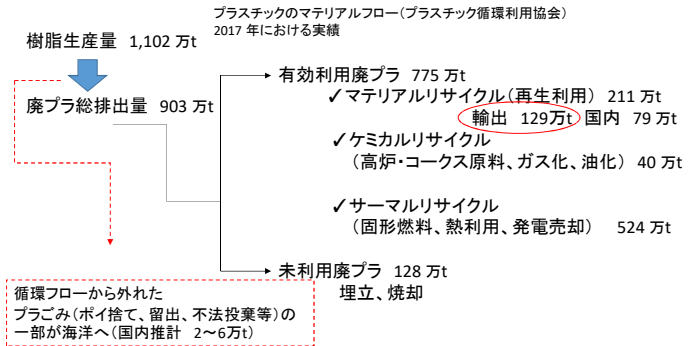 プラスチックのマテリアルフロー（プラスチック循環利用協会）
2017 年における実績
樹脂生産量 1,102 万t
廃プラ総排出量 903 万t
有効利用廃プラ 775 万t
✓マテリアルリサイクル（再生利用） 211 万t
輸出 129万t 国内 79 万t
✓ケミカルリサイクル
（高炉・コークス原料、ガス化、油化） 40 万t
✓サーマルリサイクル
（固形燃料、熱利用、発電売却） 524 万t
未利用廃プラ 128 万t
埋立、焼却
循環フローから外れた
プラごみ（ポイ捨て、留出、不法投棄等）の
一部が海洋へ（国内推計 2～6万t）